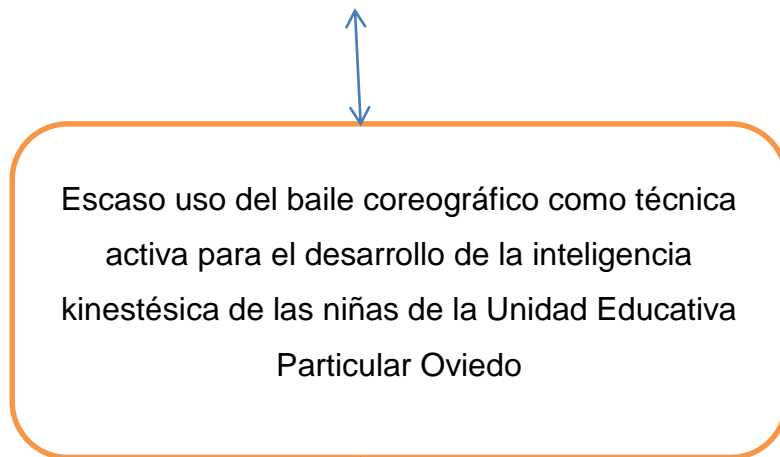 Escaso uso del baile coreográfico como técnica
activa para el desarrollo de la inteligencia
kinestésica de las niñas de la Unidad Educativa
Particular Oviedo